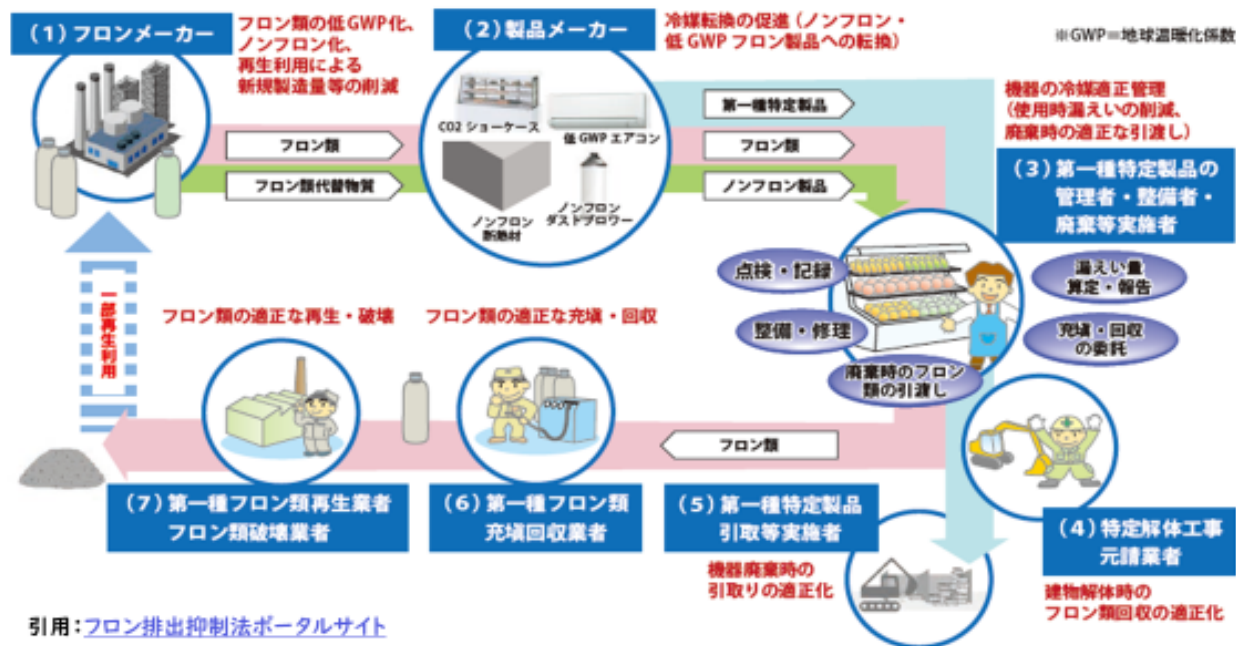 (1)フロンメーカー
フロン類の低GWP化、
ノンフロン化、
再生利用による
新規製造量等の削減
(2)製品メーカー
冷媒転換の促進(ノンフロン・
低GWPフロン製品への転換)
※GWP=地球温暖化係数
CO2 ショーケース
低GWPエアコン
ノンフロン
断熱材
ノンフロン
ダストブロワー
フロン類
フロン類代替物質
第一種特定製品
フロン類
ノンフロン製品
機器の冷媒適正管理
(使用時漏えいの削減、
廃棄時の適正な引渡し)
(3)第一種特定製品の
管理者・整備者・
廃棄等実施者
点検・記録
整備・修理
廃棄時のフロン
類の引渡し
漏えい量
算定・報告
充塡・回収
の委託
一部再生利用
フロン類の適正な再生・破壊
フロン類の適正な充塡・回収
フロン類
(7)第一種フロン類再生業者
フロン類破壊業者
(6)第一種フロン類
充塡回収業者
(5)第一種特定製品
引取等実施者
機器廃棄時の
引取りの適正化
(4)特定解体工事
元請業者
建物解体時の
フロン類回収の適正化
引用:フロン排出抑制法ポータルサイト